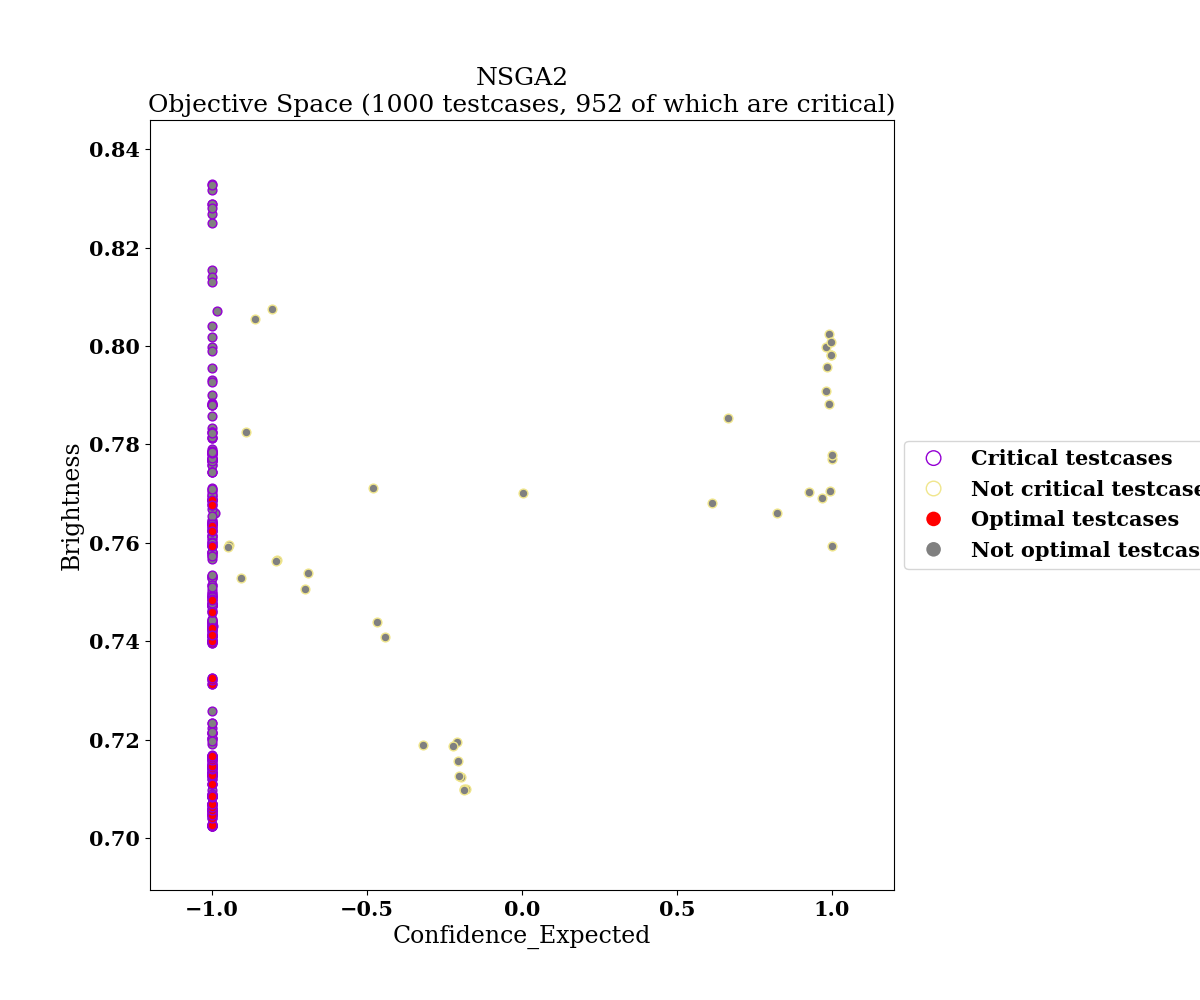 NSGA2
Objective Space (1000 testcases, 952 of which are critical)
0.84
0.82
0.80
0.78
0.76
0.74
0.72
0.70
Brightness
−1.0
−0.5
0.0
0.5
1.0
Confidence_Expected
Critical testcases
Not critical testcase
Optimal testcases
Not optimal testcas